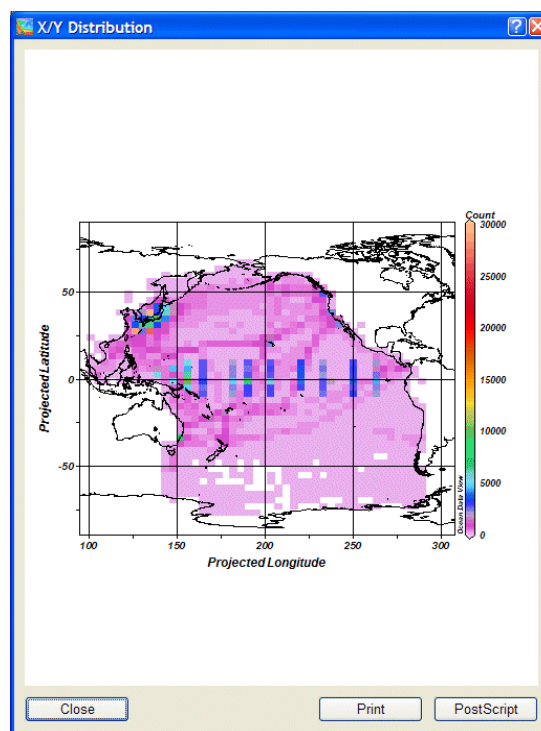 X/Y Distribution
Count
30000
25000
20000
15000
10000
5000
0
50
0
-50
100
150
200
250
300
Projected Latitude
Projected Longitude
Ocean Data View
Close
Print
PostScript